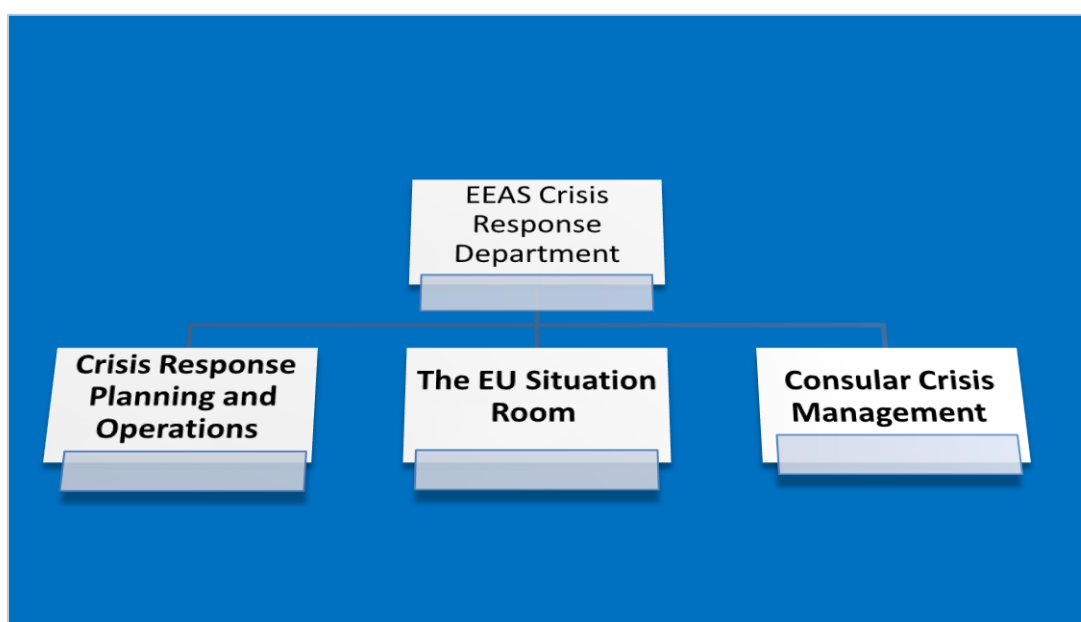 EEAS Crisis
Response
Department
Crisis Response
Planning and
Operations
The EU Situation
Room
Consular Crisis
Management